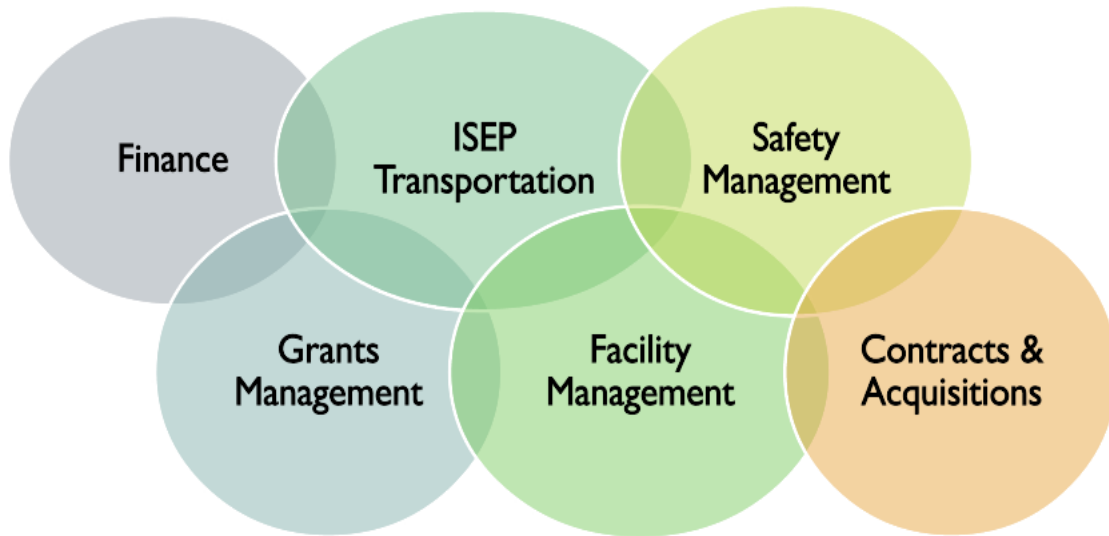 Finance
ISEP
Transportation
Safety
Management
Grants
Management
Facility
Management
Contracts &
Acquisitions